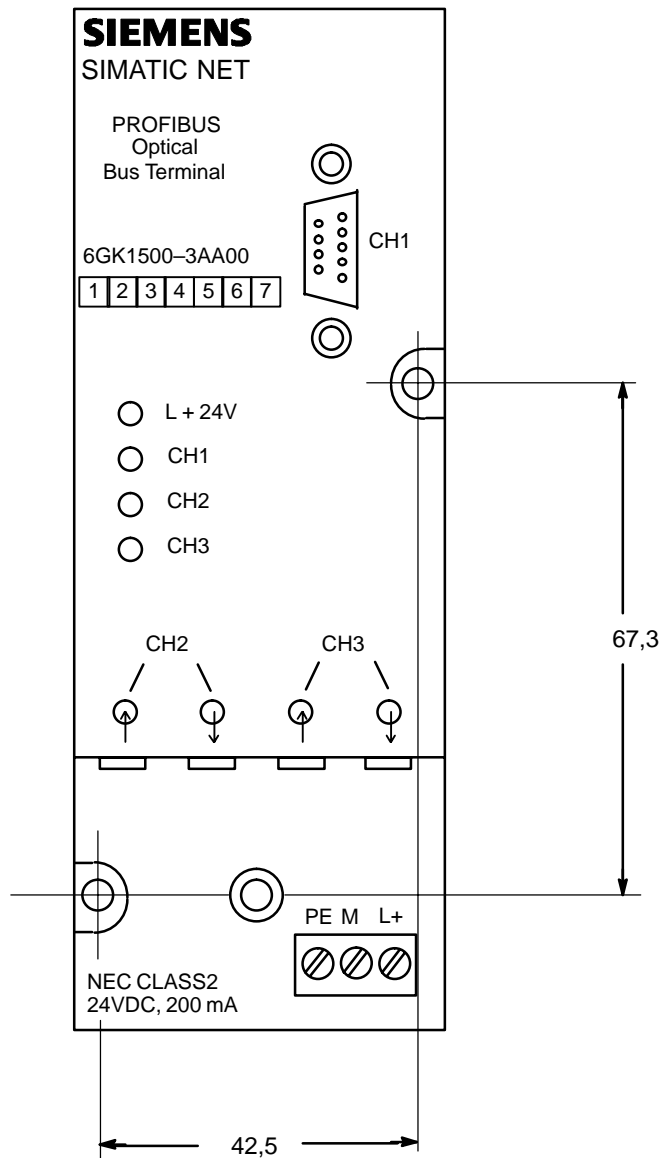 SIEMENS
SIMATIC NET
PROFIBUS
Optical
Bus Terminal
CH1
6GK1500–3AA00
1 2 3 4 5 6 7
L + 24V
CH1
CH2
CH3
CH2 CH3
67,3
PE M L+
NEC CLASS2
24VDC, 200 mA
42,5